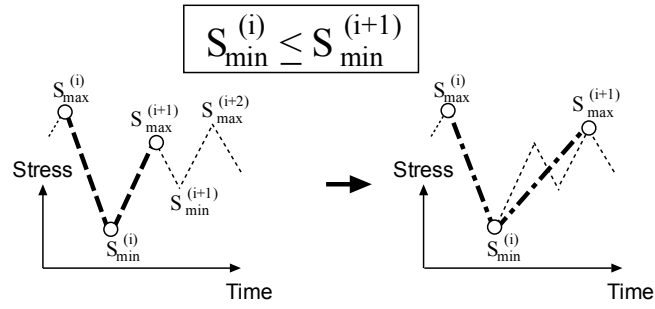 S_min^(i) ≤ S_min^(i+1)
S_max^(i)
S_max^(i+1)
S_max^(i+2)
Stress
S_min^(i+1)
S_min^(i)
Time
S_max^(i)
S_max^(i+1)
Stress
S_min^(i)
Time